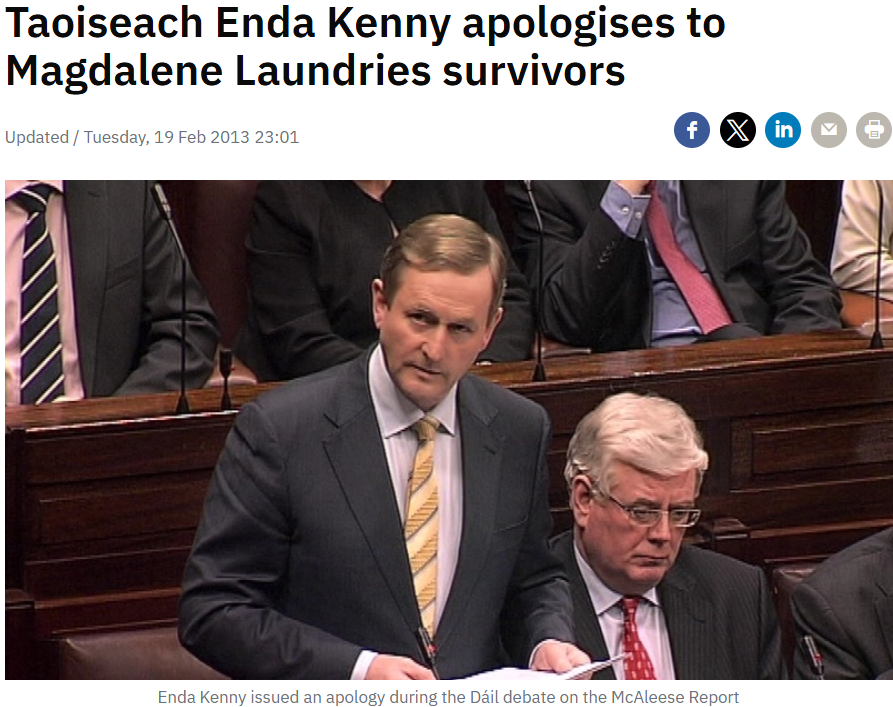 Taoiseach Enda Kenny apologises to
Magdalene Laundries survivors
Updated / Tuesday, 19 Feb 2013 23:01
f X in
Enda Kenny issued an apology during the Dáil debate on the McAleese Report